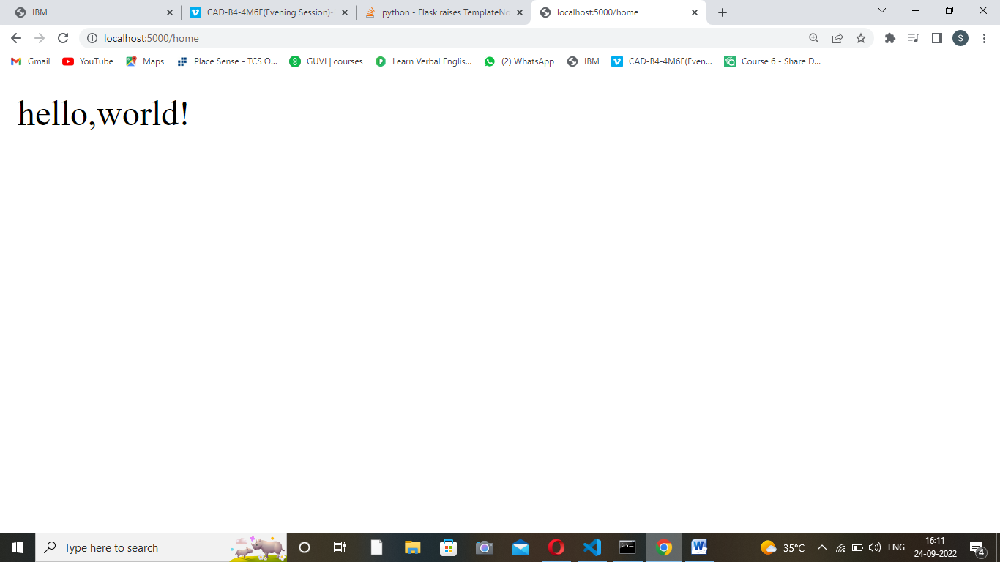 IBM
CAD-B4-4M6E(Evening Session)-
python - Flask raises TemplateNo
localhost:5000/home
localhost:5000/home
S
Gmail
YouTube
Maps
Place Sense - TCS O...
GUVI | courses
Learn Verbal Englis...
(2) WhatsApp
IBM
CAD-B4-4M6E(Even...
Course 6 - Share D...
hello,world!
Type here to search
35°C
ENG
16:11
24-09-2022
4